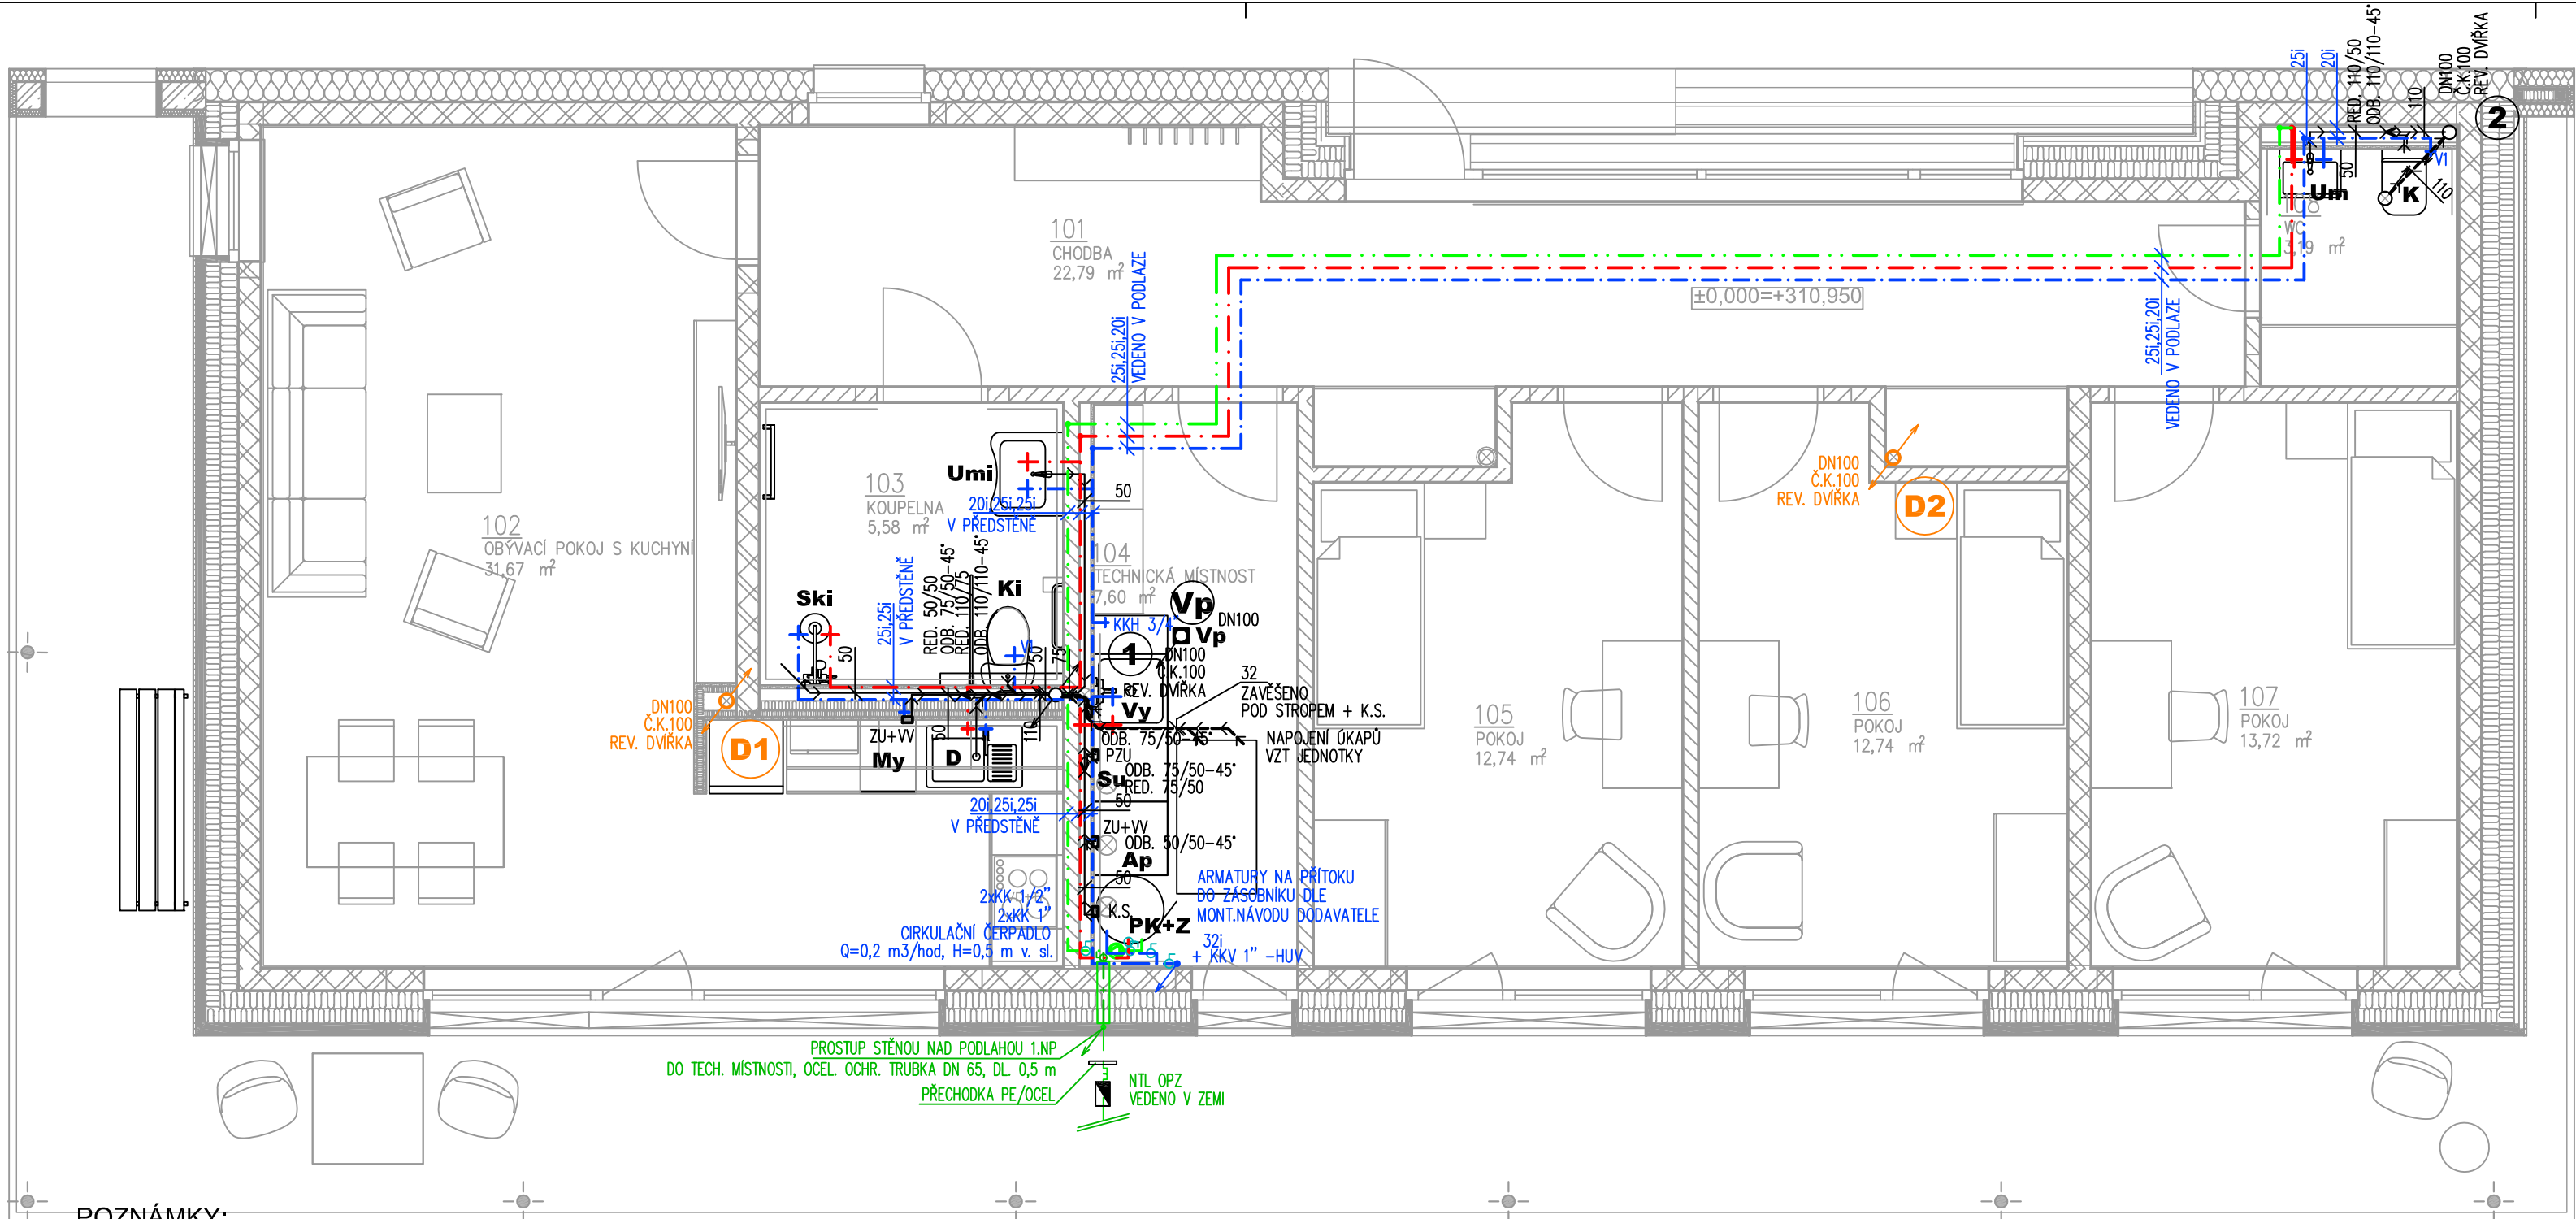 25i
20i
RED. 110/50
ODB. 110/110-45°
110
DN100
Č.K.100
REV. DVÍŘKA
2
V1
50
110
Um
K
108
WC
3,19 m²
101
CHODBA
22,79 m²
25i,25i,20i
VEDENO V PODLAZE
±0,000=+310,950
25i,25i,20i
VEDENO V PODLAZE
102
OBÝVACÍ POKOJ S KUCHYNÍ
31,67 m²
103
KOUPELNA
5,58 m²
Umi
50
20i,25i,25i
V PŘEDSTĚNĚ
104
TECHNICKÁ MÍSTNOST
7,60 m²
DN100
Č.K.100
REV. DVÍŘKA
D2
Ski
Ki
25i,25i
V PŘEDSTĚNĚ
RED. 50/50
ODB. 75/50-45°
RED. 110/75
ODB. 110/110-45°
V1
50
50
75
KKH 3/4"
Vp
DN100
Vp
1
DN100
Č.K.100
REV. DVÍŘKA
Vy
32
ZAVĚŠENO
POD STROPEM + K.S.
NAPOJENÍ ÚKAPŮ
VZT JEDNOTKY
DN100
Č.K.100
REV. DVÍŘKA
D1
ZU+VV
My
50
D
110
ODB. 75/50-45°
PZU
ODB. 75/50-45°
Su
RED. 75/50
50
20i,25i,25i
V PŘEDSTĚNĚ
ZU+VV
ODB. 50/50-45°
Ap
50
K.S.
PK+Z
105
POKOJ
12,74 m²
106
POKOJ
12,74 m²
107
POKOJ
13,72 m²
ARMATURY NA PŘÍTOKU
DO ZÁSOBNÍKU DLE
MONT.NÁVODU DODAVATELE
2xKK 1/2"
2xKK 1"
CIRKULAČNÍ ČERPADLO
Q=0,2 m3/hod, H=0,5 m v. sl.
32i
+ KKV 1" -HUV
PROSTUP STĚNOU NAD PODLAHOU 1.NP
DO TECH. MÍSTNOSTI, OCEL. OCHR. TRUBKA DN 65, DL. 0,5 m
PŘECHODKA PE/OCEL
NTL OPZ
VEDENO V ZEMI
POZNÁMKY: